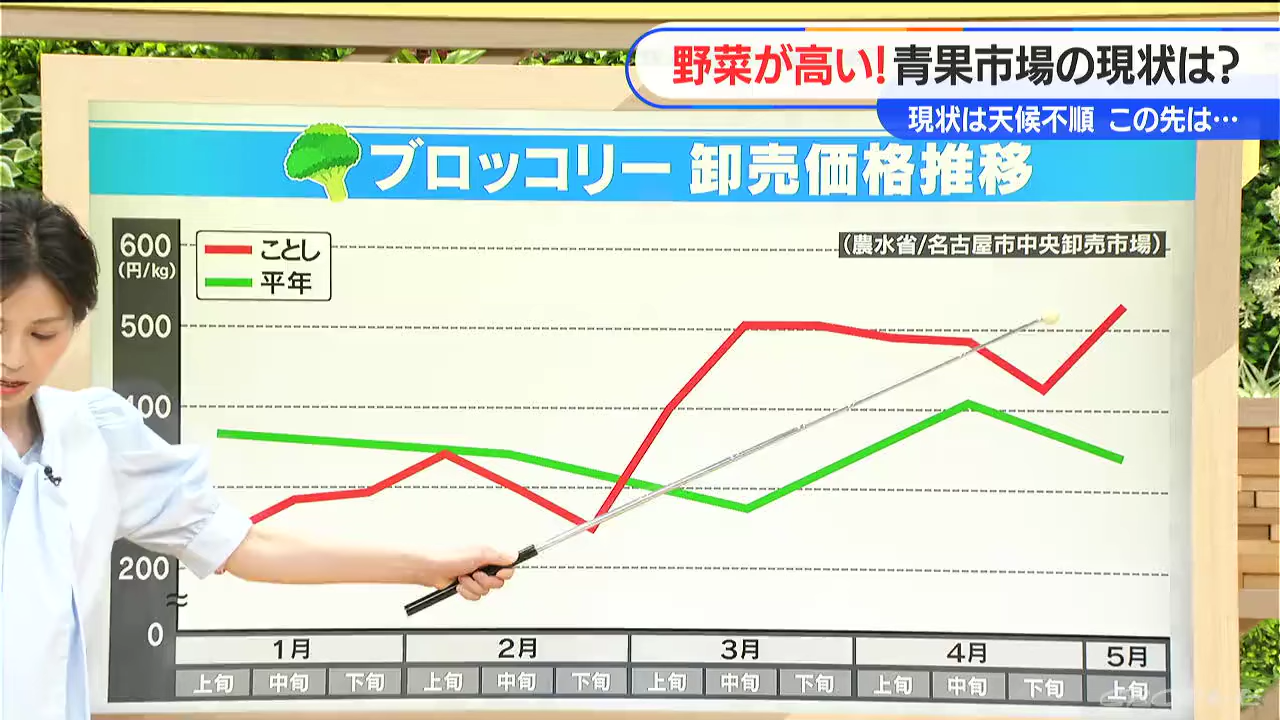 野菜が高い!青果市場の現状は?
現状は天候不順 この先は…
ブロッコリー 卸売価格推移
(農水省/名古屋市中央卸売市場)
ことし
平年
600
(円/kg)
500
400
200
0
1月 2月 3月 4月 5月
上旬 中旬 下旬 上旬 中旬 下旬 上旬 中旬 下旬 上旬 中旬 下旬 上旬